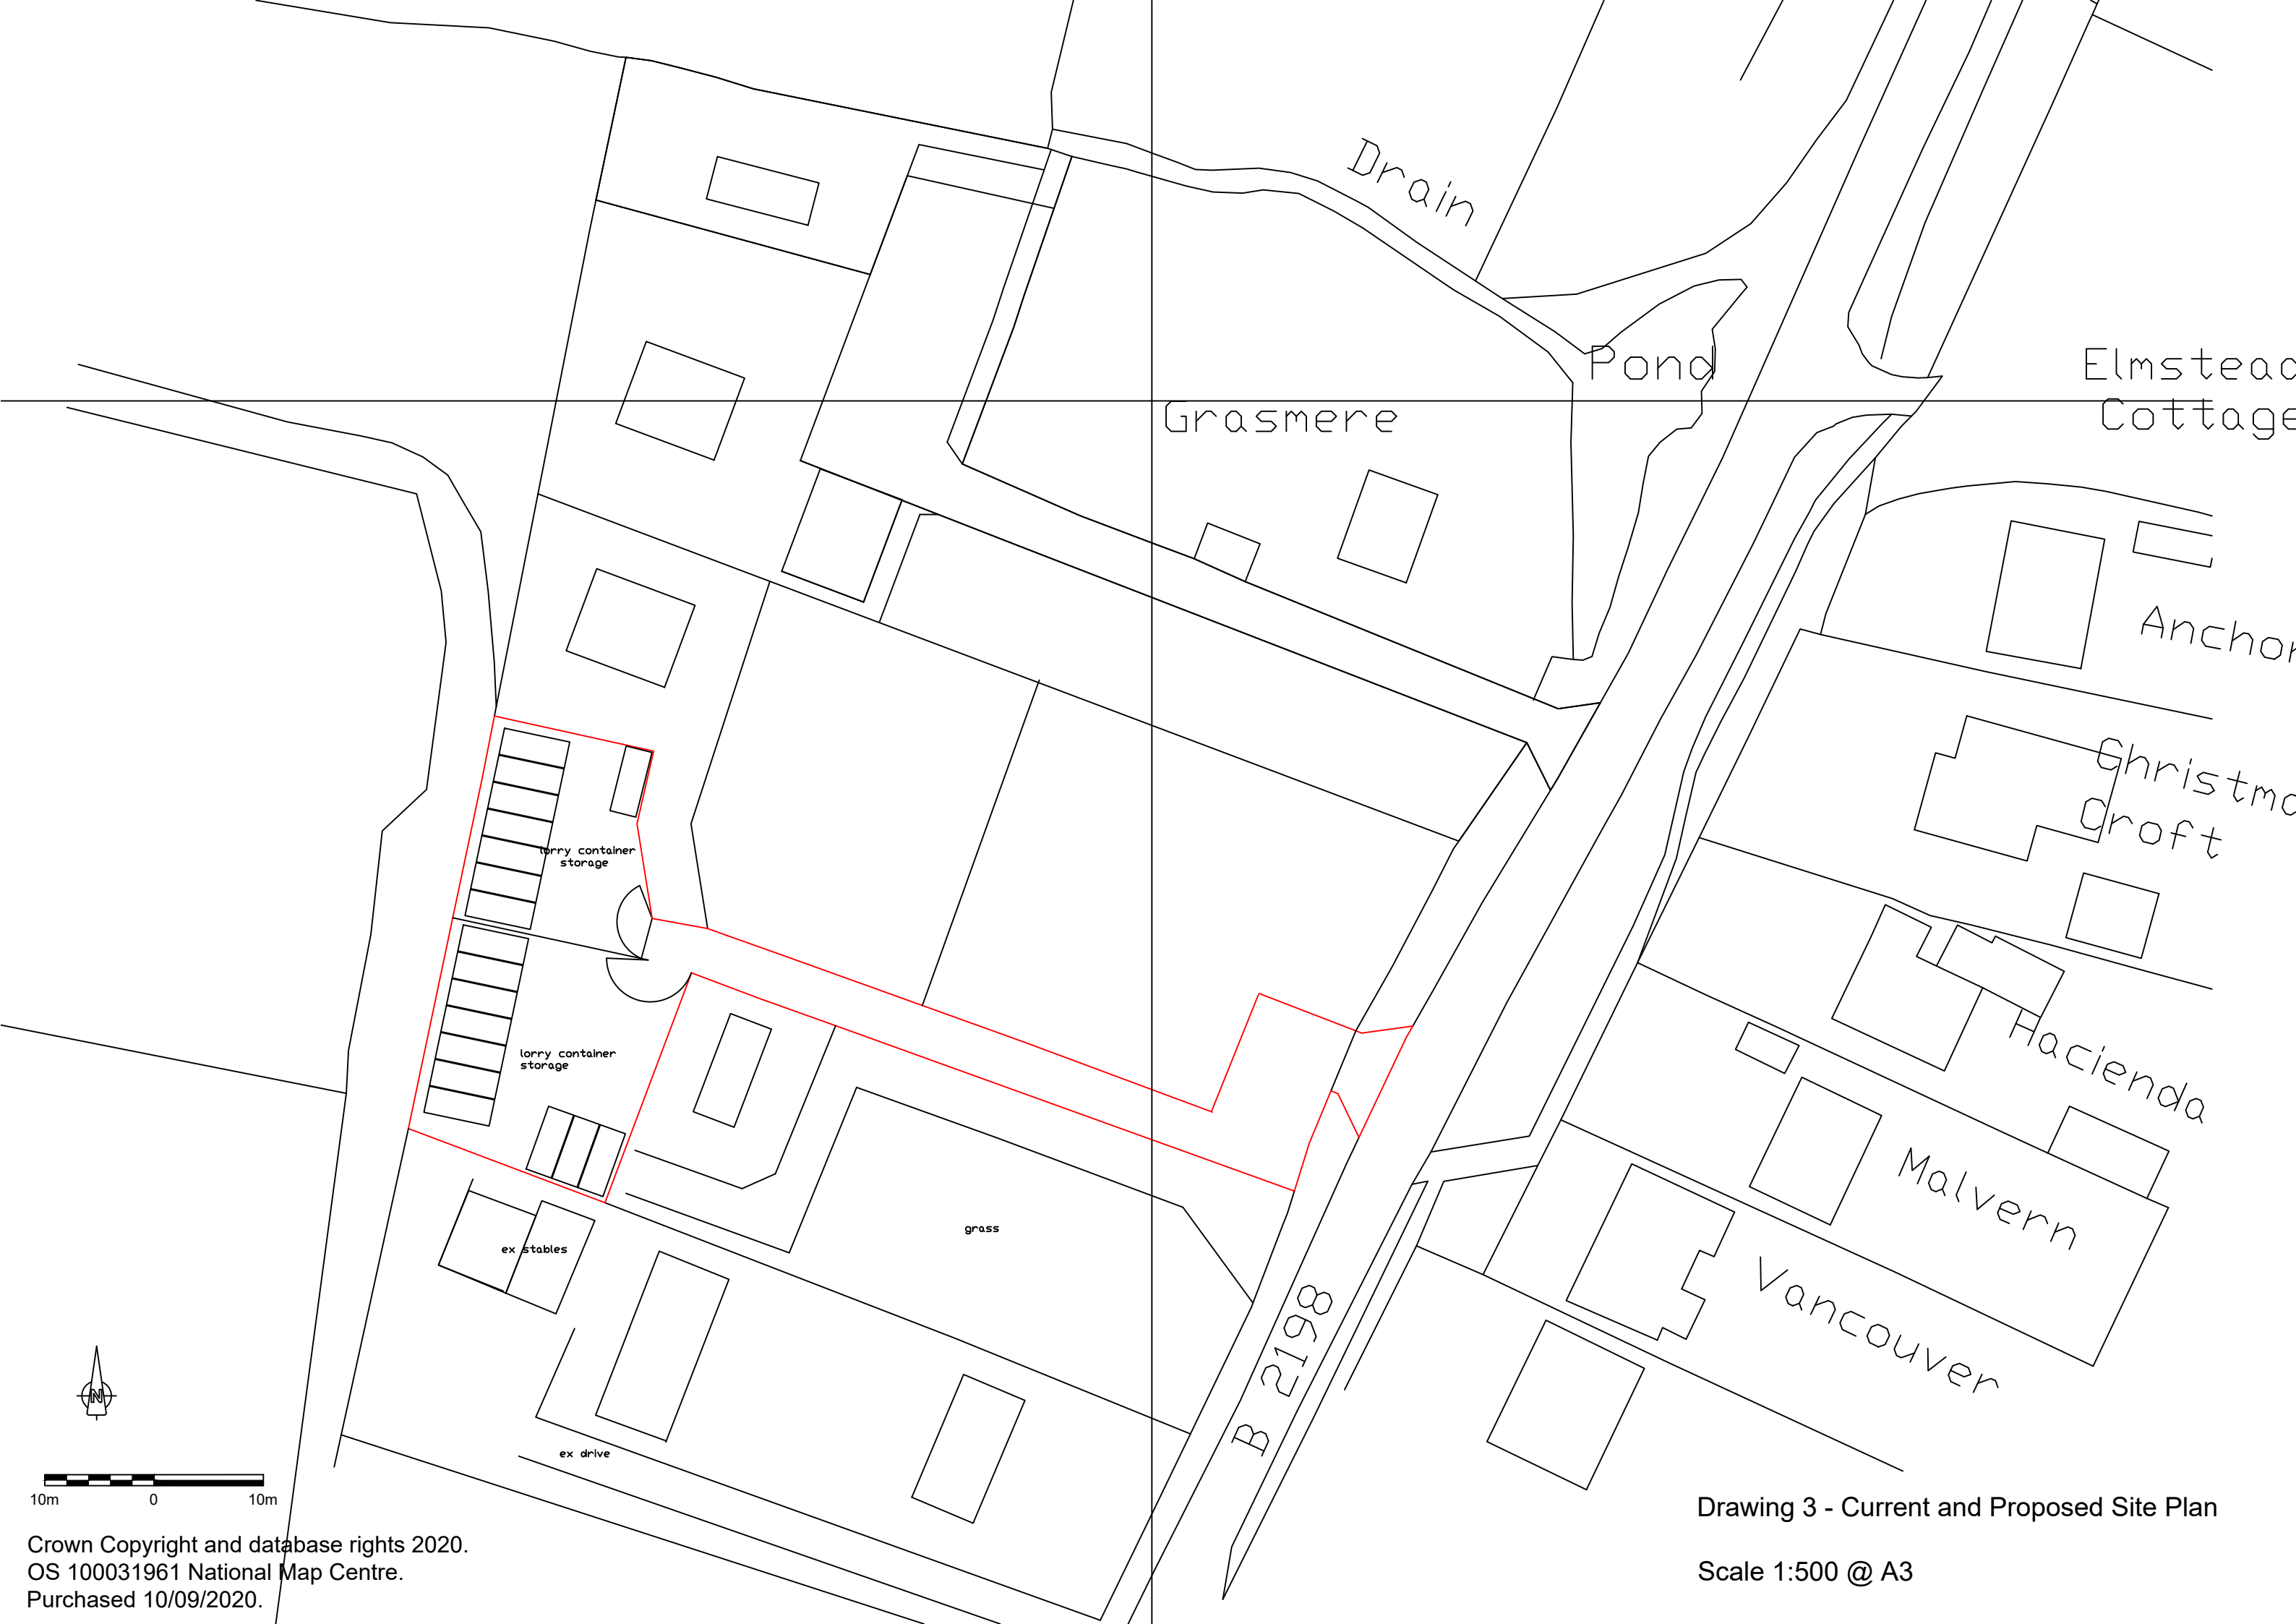 Drain
Pond
Grasmere
Elmstead
Cottage
Anchor
Christma
Croft
lorry container
storage
lorry container
storage
Hacienda
Malvern
Vancouver
grass
ex stables
B 2198
ex drive
N
10m 0 10m
Drawing 3 - Current and Proposed Site Plan
Scale 1:500 @ A3
Crown Copyright and database rights 2020.
OS 100031961 National Map Centre.
Purchased 10/09/2020.